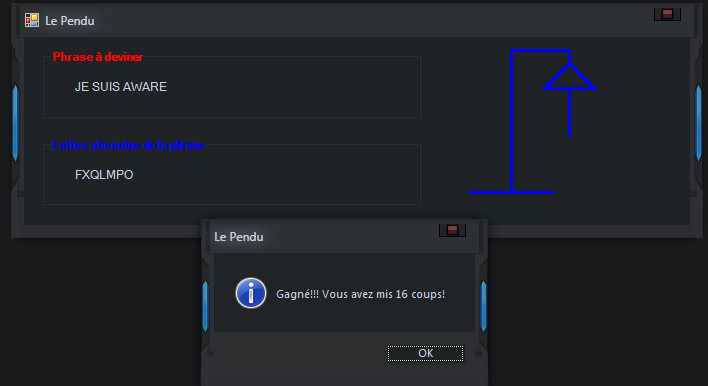 Le Pendu
Phrase à deviner
JE SUIS AWARE
Lettres absentes de la phrase
FXQLMPO
Le Pendu
Gagné!!! Vous avez mis 16 coups!
OK